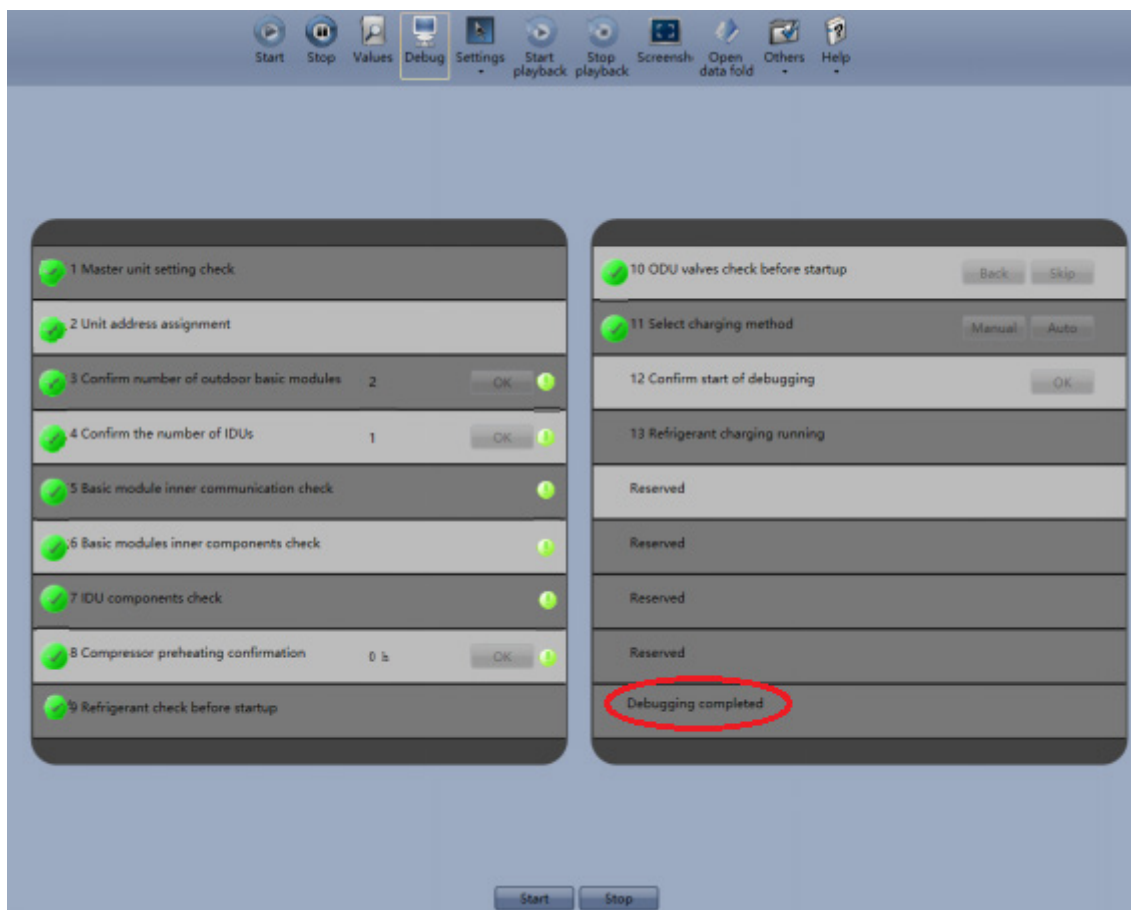 Start
Stop
Values
Debug
Settings
Start
playback
Stop
playback
Screensh
Open
data fold
Others
Help
1 Master unit setting check
2 Unit address assignment
3 Confirm number of outdoor basic modules 2 OK
4 Confirm the number of IDUs 1 OK
5 Basic module inner communication check
6 Basic modules inner components check
7 IDU components check
8 Compressor preheating confirmation 0 h OK
9 Refrigerant check before startup
10 ODU valves check before startup Back Skip
11 Select charging method Manual Auto
12 Confirm start of debugging OK
13 Refrigerant charging running
Reserved
Reserved
Reserved
Reserved
Debugging completed
Start Stop